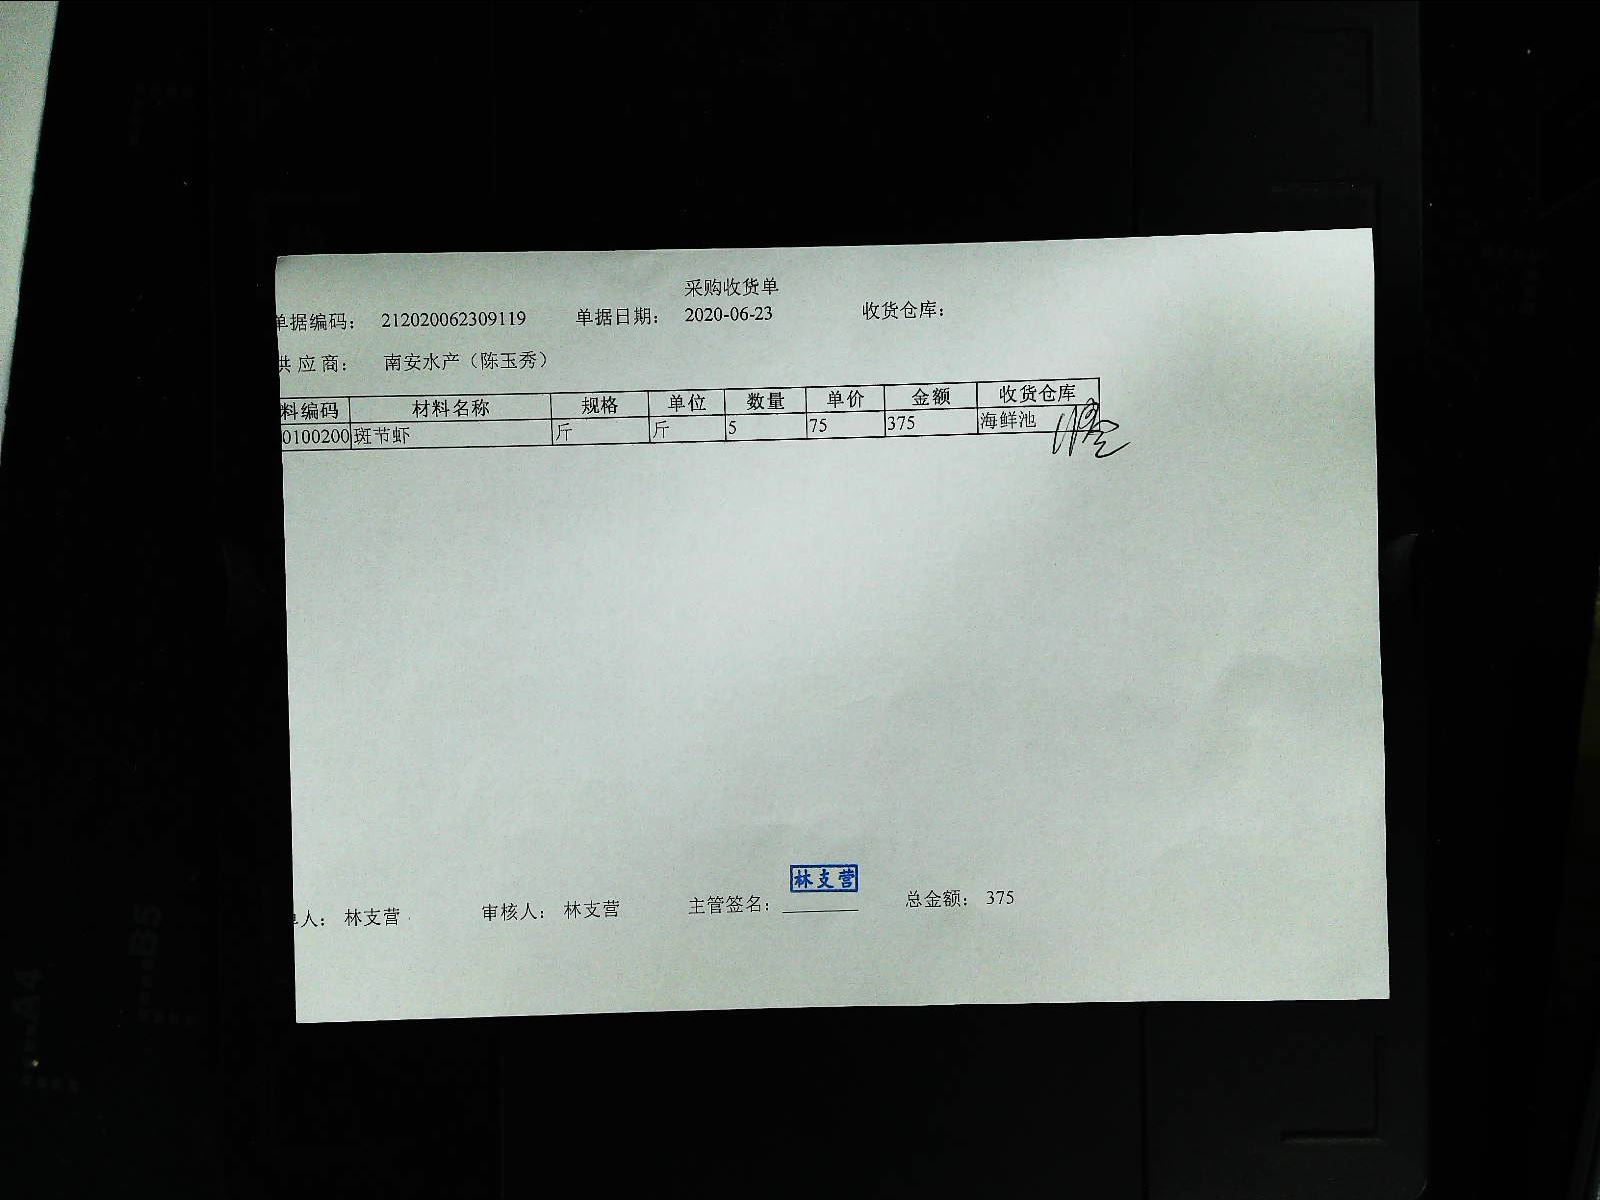 采购收货单
单据编码： 212020062309119 单据日期： 2020-06-23 收货仓库：
供 应 商： 南安水产（陈玉秀）
料编码 材料名称 规格 单位 数量 单价 金额 收货仓库
0100200 斑节虾 斤 斤 5 75 375 海鲜池
林支营
单人： 林支营 审核人： 林支营 主管签名： 总金额： 375